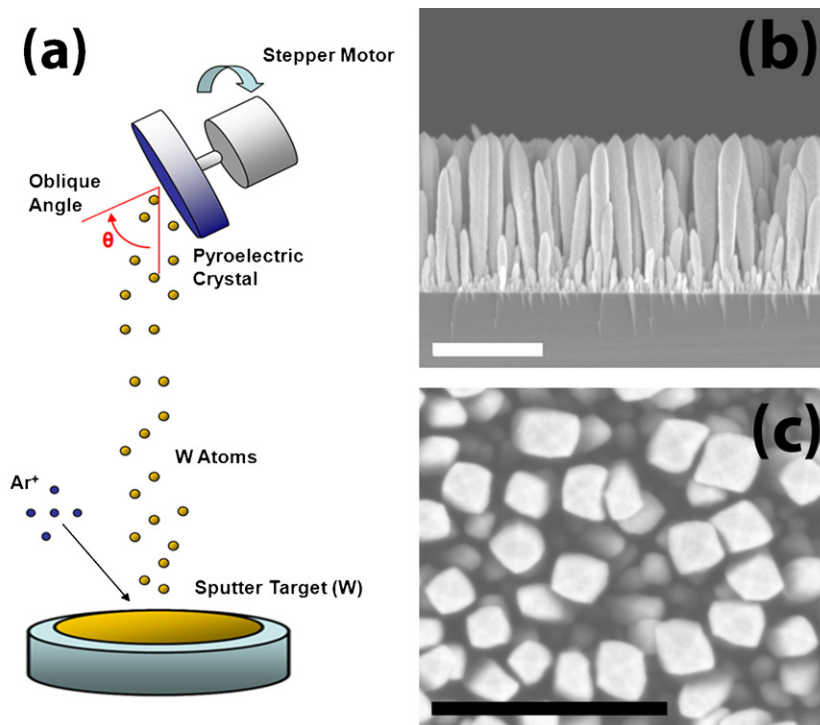 (a)
Stepper Motor
Oblique
Angle
θ
Pyroelectric
Crystal
W Atoms
Ar⁺
Sputter Target (W)
(b)
(c)